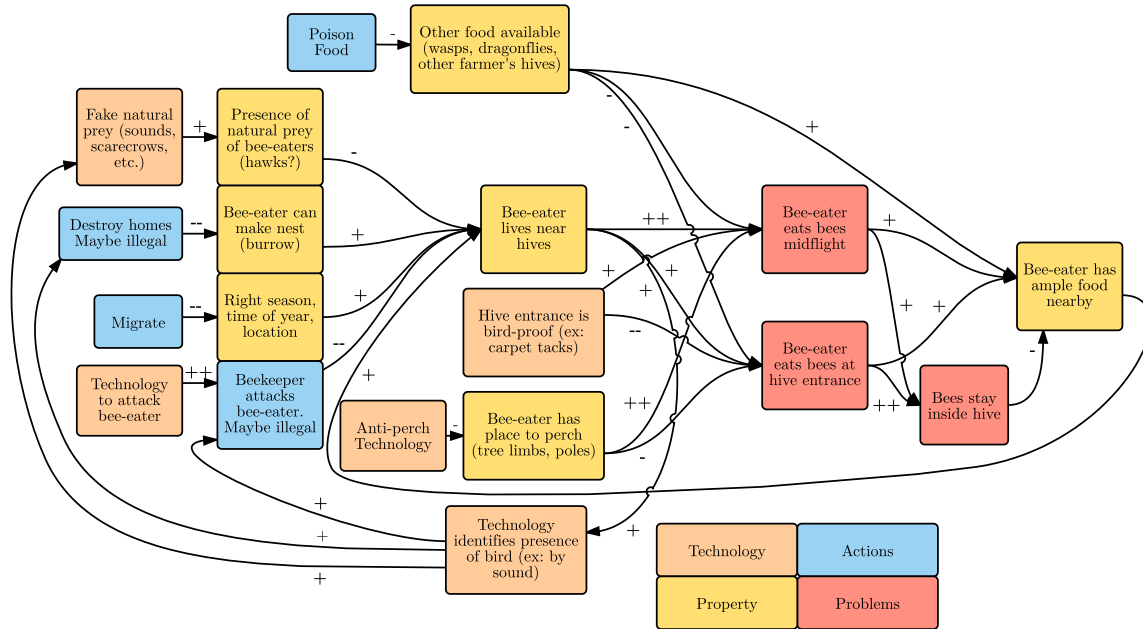 Poison
Food
-
Other food available
(wasps, dragonflies,
other farmer's hives)
Fake natural
prey (sounds,
scarecrows,
etc.)
+
Presence of
natural prey
of bee-eaters
(hawks?)
-
-
-
+
Destroy homes
Maybe illegal
--
Bee-eater can
make nest
(burrow)
+
Bee-eater
lives near
hives
++
Bee-eater
eats bees
midflight
+
Bee-eater has
ample food
nearby
Migrate
--
Right season,
time of year,
location
+
--
+
Hive entrance is
bird-proof (ex:
carpet tacks)
+
+
+
--
+
+
-
Technology
to attack
bee-eater
++
Beekeeper
attacks
bee-eater.
Maybe illegal
Bee-eater
eats bees at
hive entrance
++
Bees stay
inside hive
Anti-perch
Technology
-
Bee-eater has
place to perch
(tree limbs, poles)
++
-
+
+
+
Technology
identifies presence
of bird (ex: by
sound)
+
Technology
Actions
Property
Problems